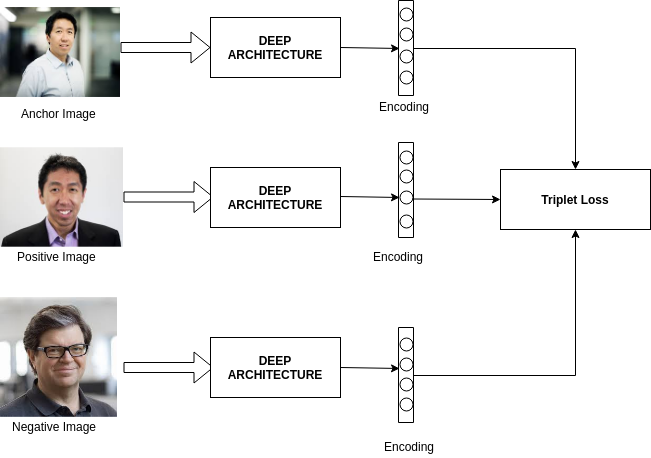 DEEP
ARCHITECTURE
Anchor Image
Encoding
DEEP
ARCHITECTURE
Triplet Loss
Positive Image
Encoding
DEEP
ARCHITECTURE
Negative Image
Encoding